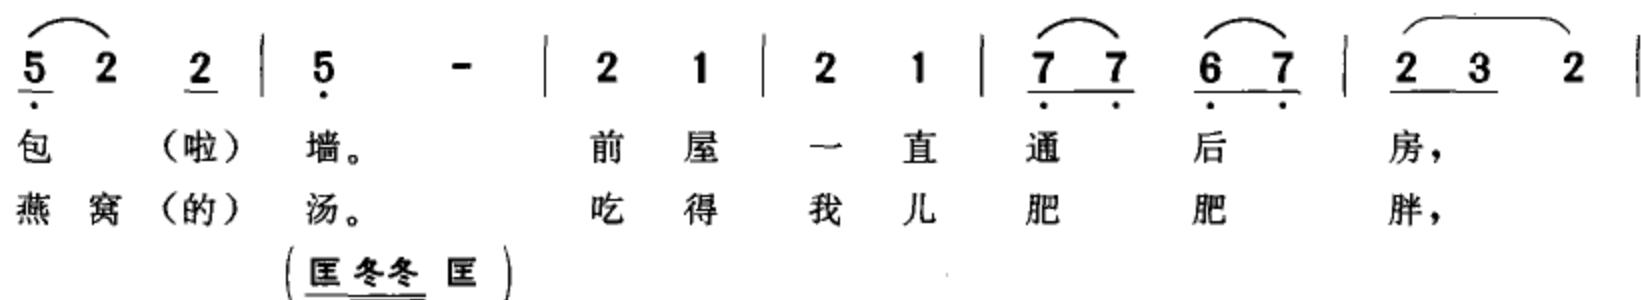 5 2 2 | 5 - | 2 1 | 2 1 | 7 7 6 7 | 2 3 2 |
包 （啦） 墙。 前 屋 一 直 通 后 房，
燕 窝 （的） 汤。 吃 得 我 儿 肥 肥 胖，
（匡 冬冬 匡）